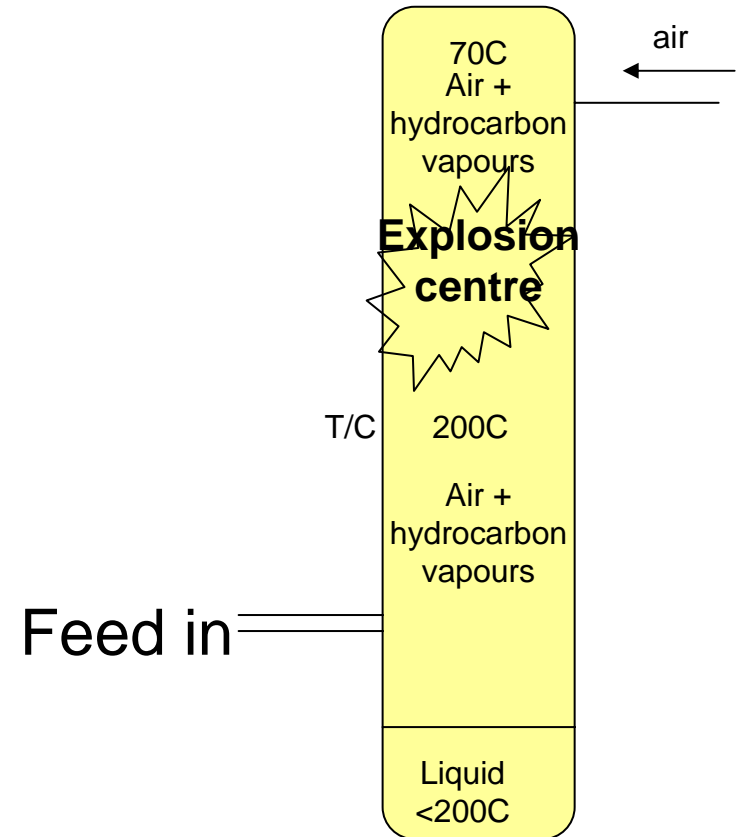 70C
Air +
hydrocarbon
vapours
air
Explosion
centre
T/C
200C
Air +
hydrocarbon
vapours
Feed in
Liquid
<200C